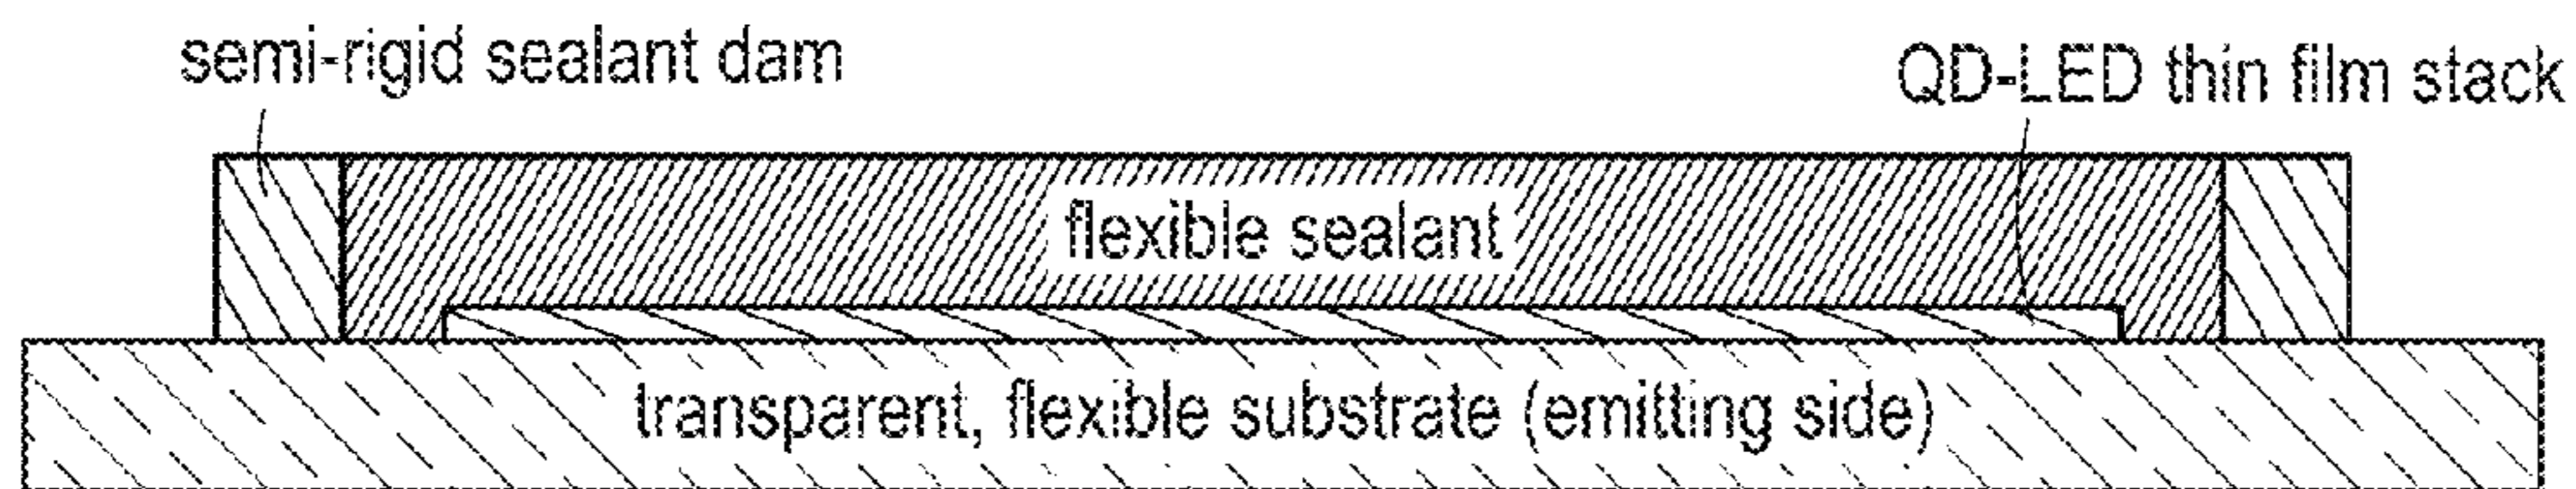 semi-rigid sealant dam
QD-LED thin film stack
flexible sealant
transparent, flexible substrate (emitting side)